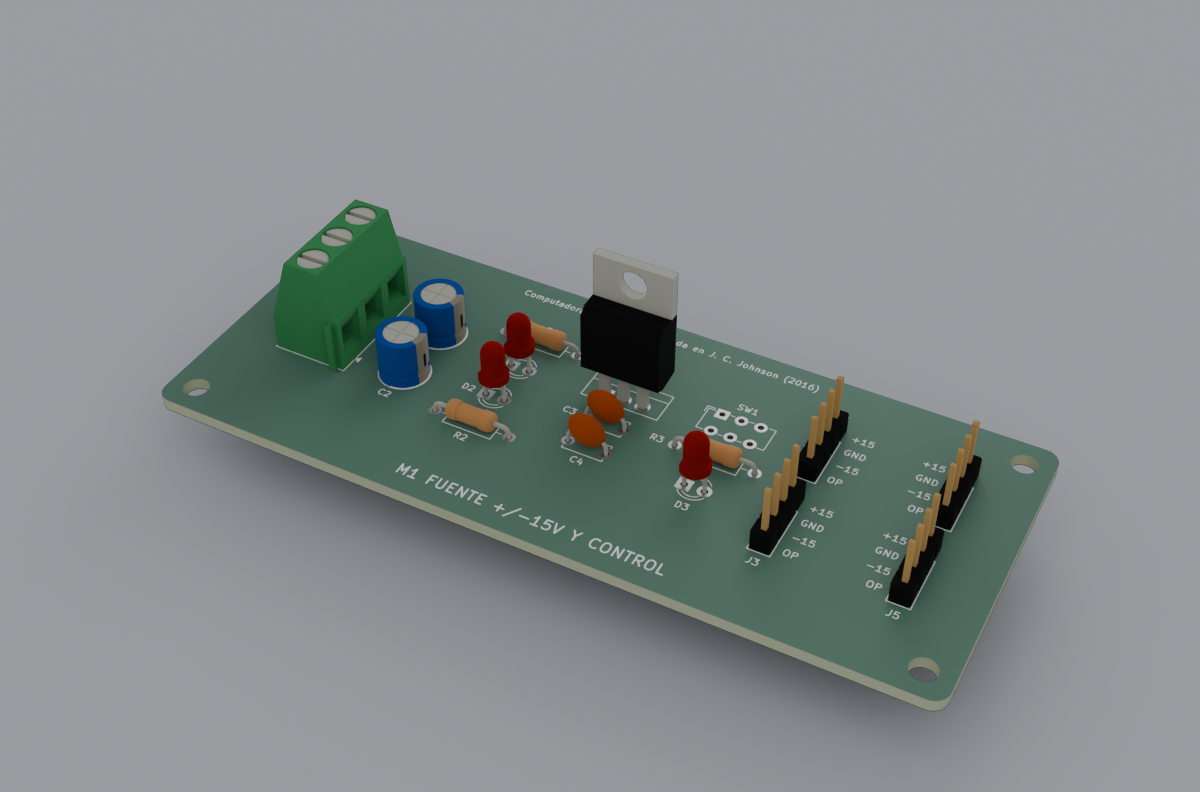 Computadora
da en J. C. Johnson (2016)
C2
D2
R2
C3
C4
R3
SW1
D3
+15
GND
-15
OP
+15
GND
-15
OP
J3
+15
GND
-15
OP
+15
GND
-15
OP
J5
M1 FUENTE +/-15V Y CONTROL